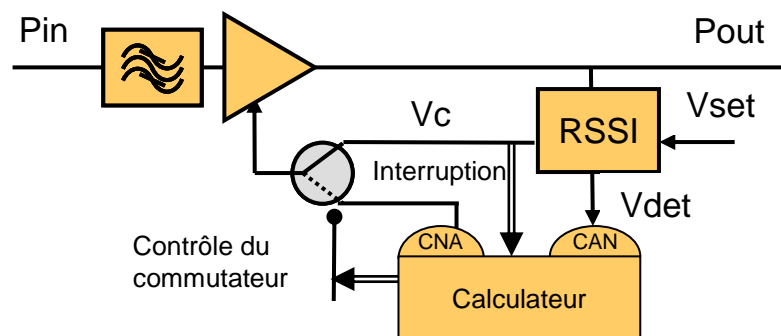 Pin
Pout
Vc
RSSI
Vset
Interruption
Vdet
Contrôle du
commutateur
CNA
CAN
Calculateur